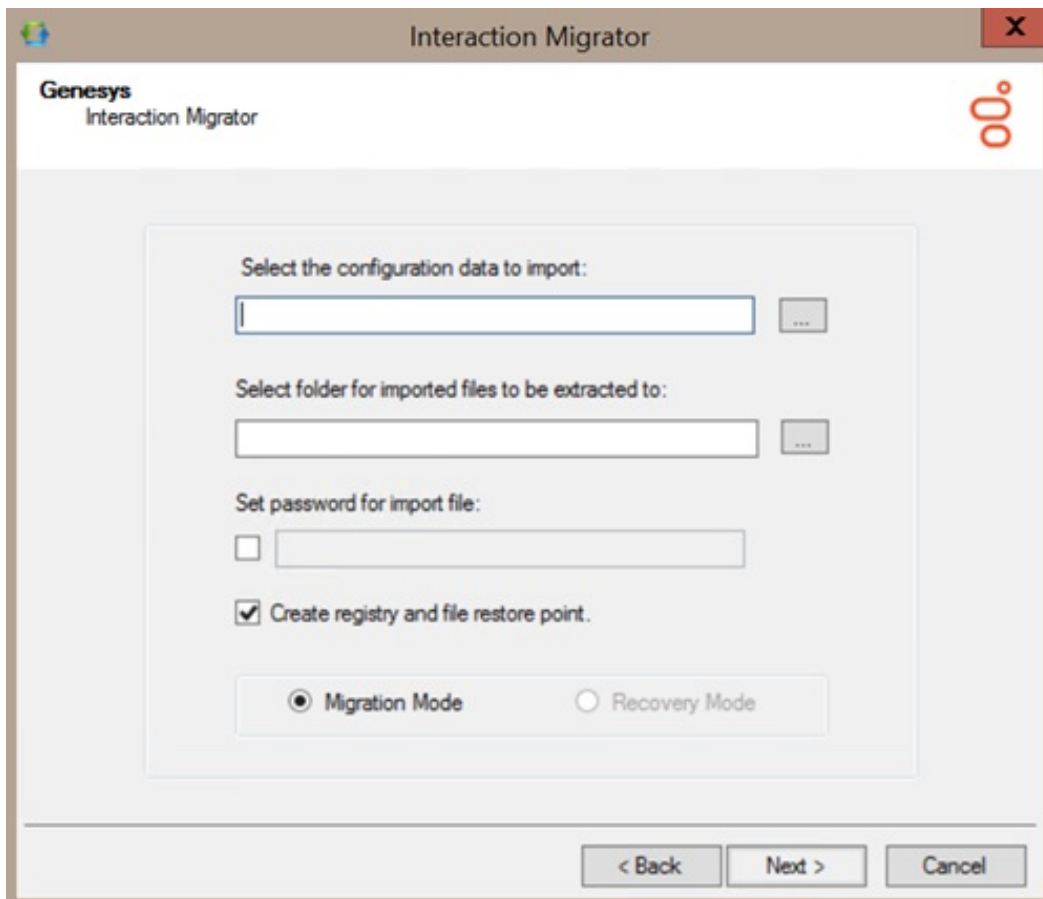 Interaction Migrator
X
Genesys
Interaction Migrator
Select the configuration data to import:
...
Select folder for imported files to be extracted to:
...
Set password for import file:
Create registry and file restore point.
Migration Mode
Recovery Mode
< Back
Next >
Cancel